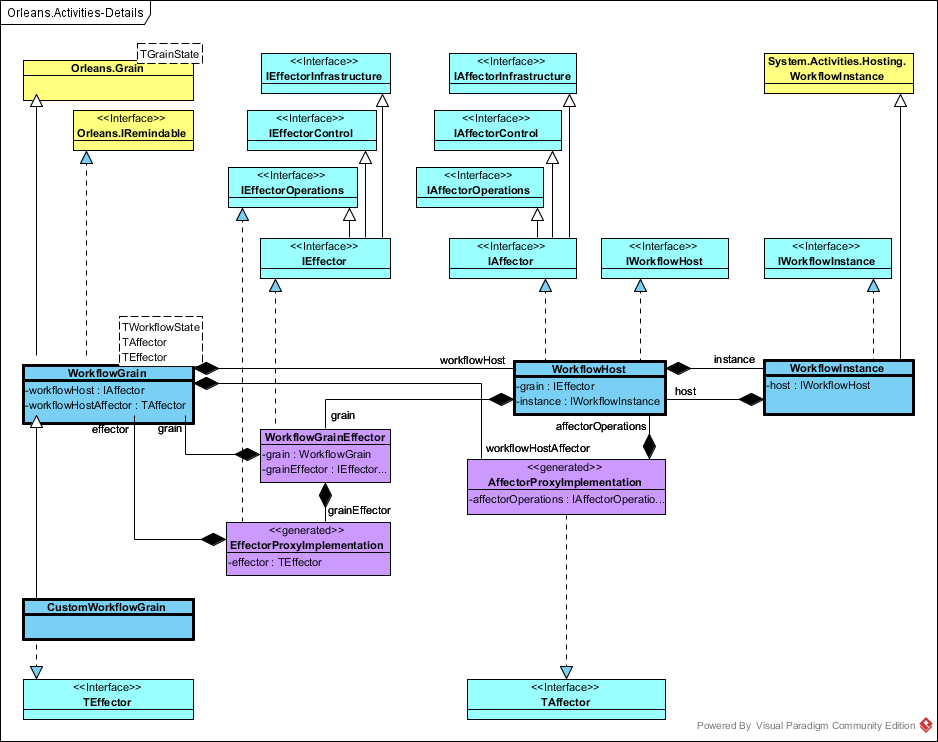 Orleans.Activities-Details
TGrainState
Orleans.Grain
<<Interface>>
Orleans.IRemindable
<<Interface>>
IEffectorInfrastructure
<<Interface>>
IEffectorControl
<<Interface>>
IEffectorOperations
<<Interface>>
IEffector
<<Interface>>
IAffectorInfrastructure
<<Interface>>
IAffectorControl
<<Interface>>
IAffectorOperations
<<Interface>>
IAffector
<<Interface>>
IWorkflowHost
System.Activities.Hosting.
WorkflowInstance
<<Interface>>
IWorkflowInstance
TWorkflowState
TAffector
TEffector
WorkflowGrain
-workflowHost : IAffector
-workflowHostAffector : TAffector
workflowHost
WorkflowHost
-grain : IEffector
-instance : IWorkflowInstance
instance
host
WorkflowInstance
-host : IWorkflowHost
effector
grain
grain
WorkflowGrainEffector
-grain : WorkflowGrain
-grainEffector : IEffector...
affectorOperations
workflowHostAffector
<<generated>>
AffectorProxyImplementation
-affectorOperations : IAffectorOperatio...
grainEffector
<<generated>>
EffectorProxyImplementation
-effector : TEffector
CustomWorkflowGrain
<<Interface>>
TEffector
<<Interface>>
TAffector
Powered By Visual Paradigm Community Edition